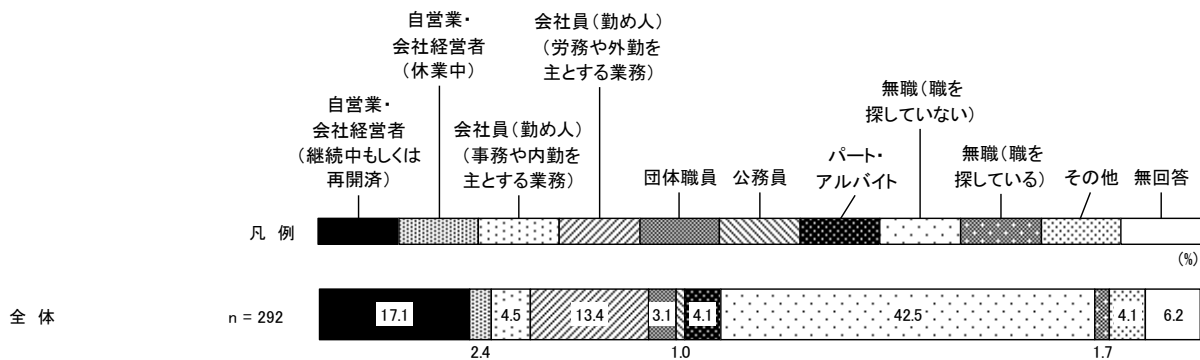 自営業・
会社経営者
(継続中もしくは
再開済)
自営業・
会社経営者
(休業中)
会社員(勤め人)
(事務や内勤を
主とする業務)
会社員(勤め人)
(労務や外勤を
主とする業務)
団体職員
公務員
パート・
アルバイト
無職(職を
探していない)
無職(職を
探している)
その他
無回答
凡 例
(%)
全 体
n = 292
17.1
2.4
4.5
13.4
3.1
1.0
4.1
42.5
1.7
4.1
6.2